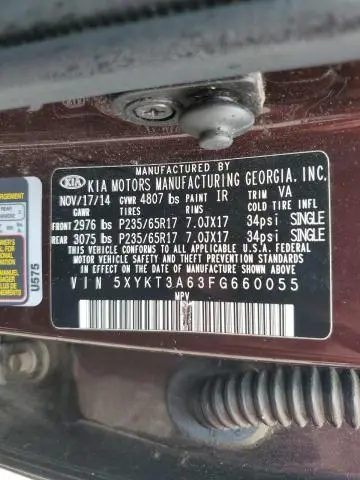 MANUFACTURED BY
KIA KIA MOTORS MANUFACTURING GEORGIA. INC.
NOV/17/14 GVWR 4807 lbs PAINT IR TRIM VA
GAWR TIRES RIMS COLD TIRE INFL
FRONT 2976 lbs P235/65R17 7.0JX17 34psi SINGLE
REAR 3075 lbs P235/65R17 7.0JX17 34psi SINGLE
THIS VEHICLE CONFORMS TO ALL APPLICABLE U.S.A. FEDERAL
MOTOR VEHICLE SAFETY BUMPER, AND THEFT PREVENTION
STANDARDS IN EFFECT ON THE DATE OF MANUFACTURE SHOWN ABOVE
VIN 5XYKT3A63FG660055
MPV
U575